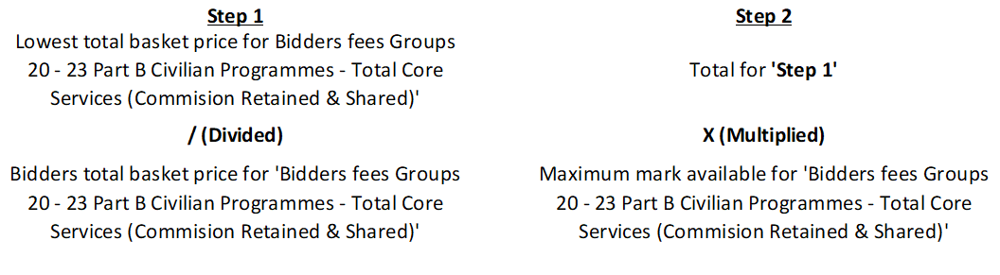 Step 1
Lowest total basket price for Bidders fees Groups
20 - 23 Part B Civilian Programmes - Total Core
Services (Commision Retained & Shared)'
/ (Divided)
Bidders total basket price for 'Bidders fees Groups
20 - 23 Part B Civilian Programmes - Total Core
Services (Commision Retained & Shared)'
Step 2
Total for 'Step 1'
X (Multiplied)
Maximum mark available for 'Bidders fees Groups
20 - 23 Part B Civilian Programmes - Total Core
Services (Commision Retained & Shared)'